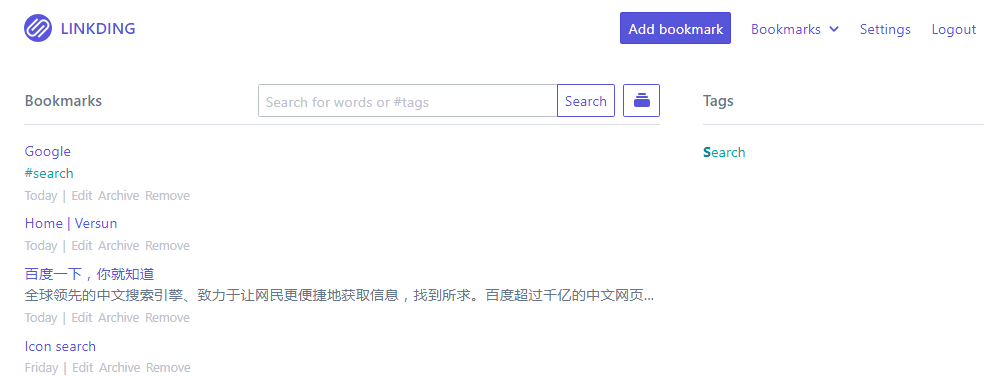 LINKDING
Add bookmark Bookmarks Settings Logout
Bookmarks
Search for words or #tags Search
Tags
Google
#search
Today | Edit Archive Remove
Home | Versun
Today | Edit Archive Remove
百度一下，你就知道
全球领先的中文搜索引擎、致力于让网民更便捷地获取信息，找到所求。百度超过千亿的中文网页...
Today | Edit Archive Remove
Icon search
Friday | Edit Archive Remove
Search